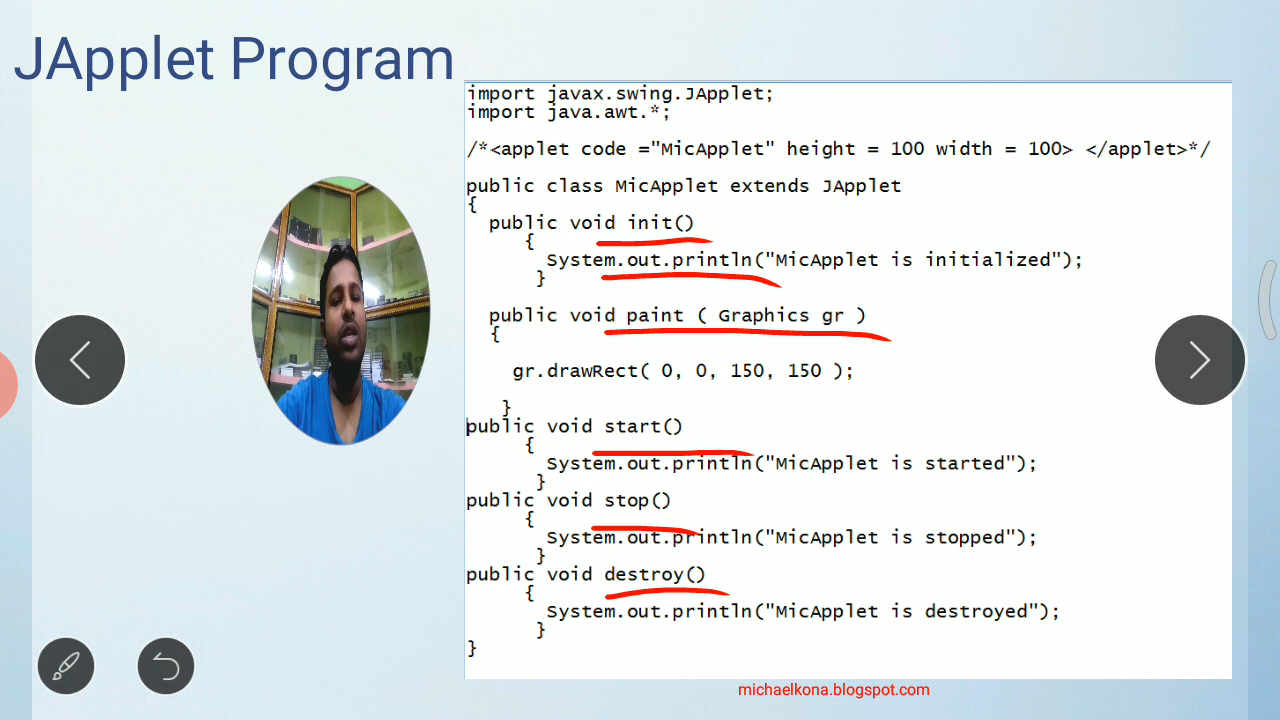 JApplet Program
import javax.swing.JApplet;
import java.awt.*;
/*<applet code ="MicApplet" height = 100 width = 100> </applet>*/
public class MicApplet extends JApplet
{
public void init()
{
System.out.println("MicApplet is initialized");
}
public void paint ( Graphics gr )
{
gr.drawRect( 0, 0, 150, 150 );
}
public void start()
{
System.out.println("MicApplet is started");
}
public void stop()
{
System.out.println("MicApplet is stopped");
}
public void destroy()
{
System.out.println("MicApplet is destroyed");
}
}
michaelkona.blogspot.com